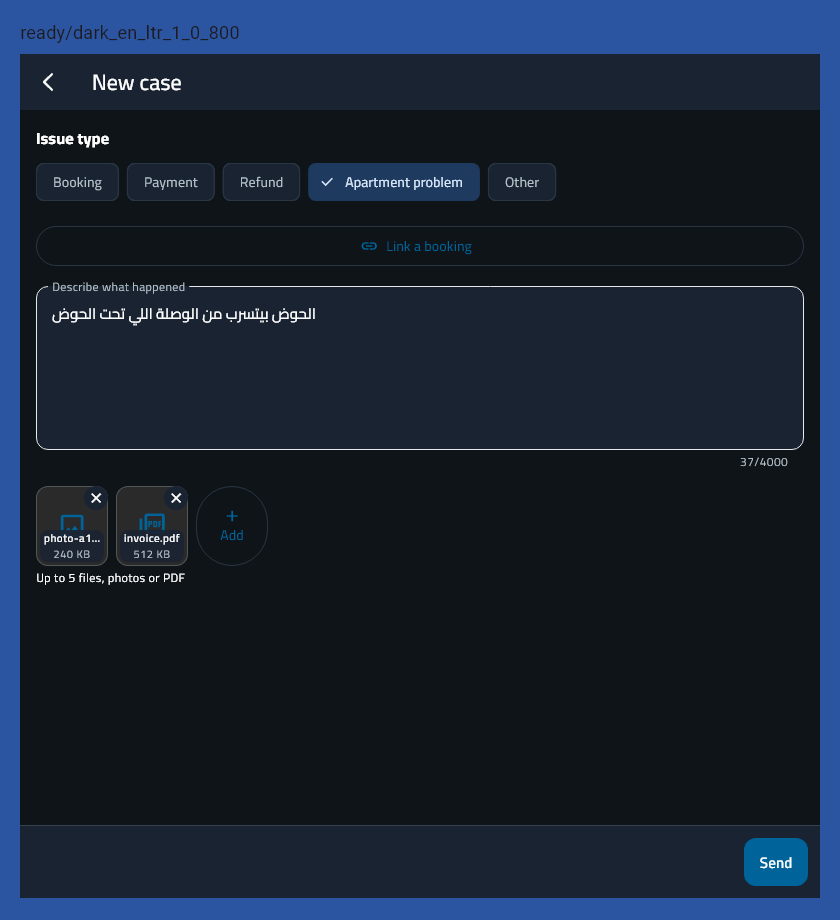 ready/dark_en_ltr_1_0_800
New case
Issue type
Booking
Payment
Refund
Apartment problem
Other
Link a booking
Describe what happened
الحوض بيتسرب من الوصلة اللي تحت الحوض
37/4000
photo-a1...
240 KB
PDF
invoice.pdf
512 KB
Add
Up to 5 files, photos or PDF
Send